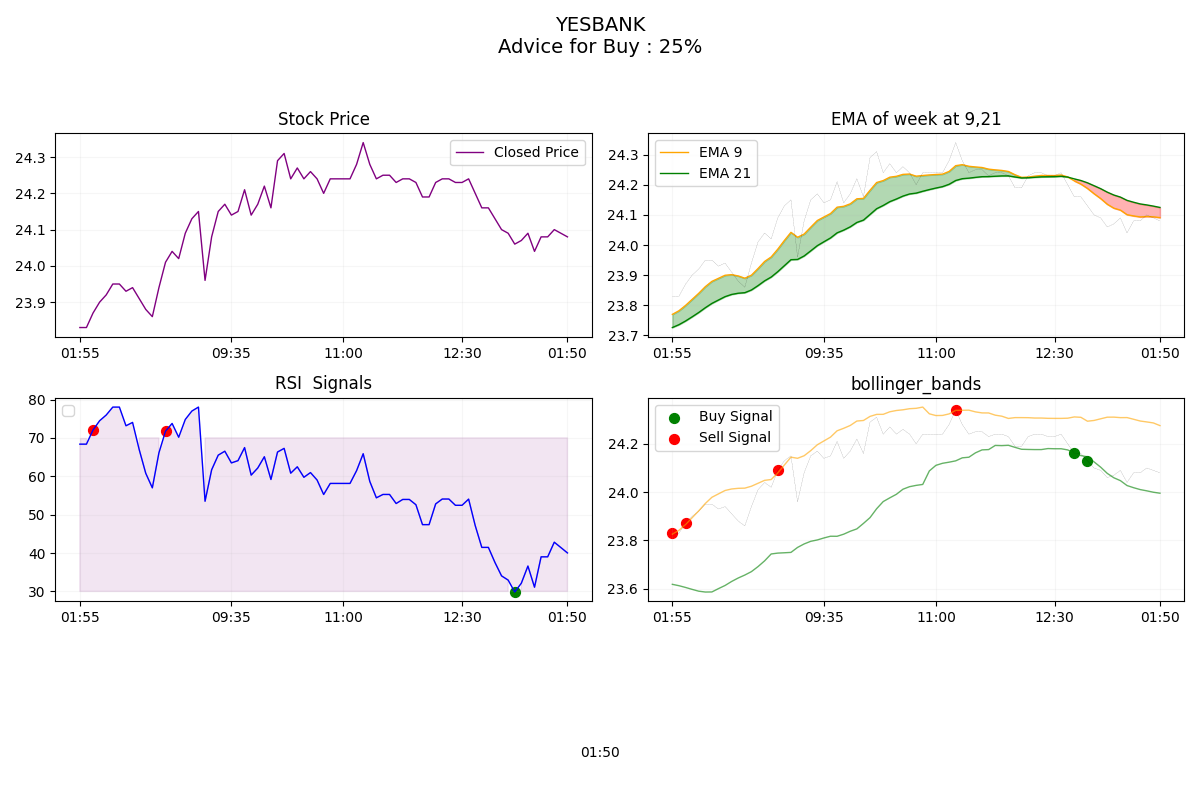 YESBANK
Advice for Buy : 25%
Stock Price
Closed Price
24.3
24.2
24.1
24.0
23.9
01:55 09:35 11:00 12:30 01:50
EMA of week at 9,21
EMA 9
EMA 21
24.3
24.2
24.1
24.0
23.9
23.8
23.7
01:55 09:35 11:00 12:30 01:50
RSI  Signals
80
70
60
50
40
30
01:55 09:35 11:00 12:30 01:50
bollinger_bands
Buy Signal
Sell Signal
24.2
24.0
23.8
23.6
01:55 09:35 11:00 12:30 01:50
01:50